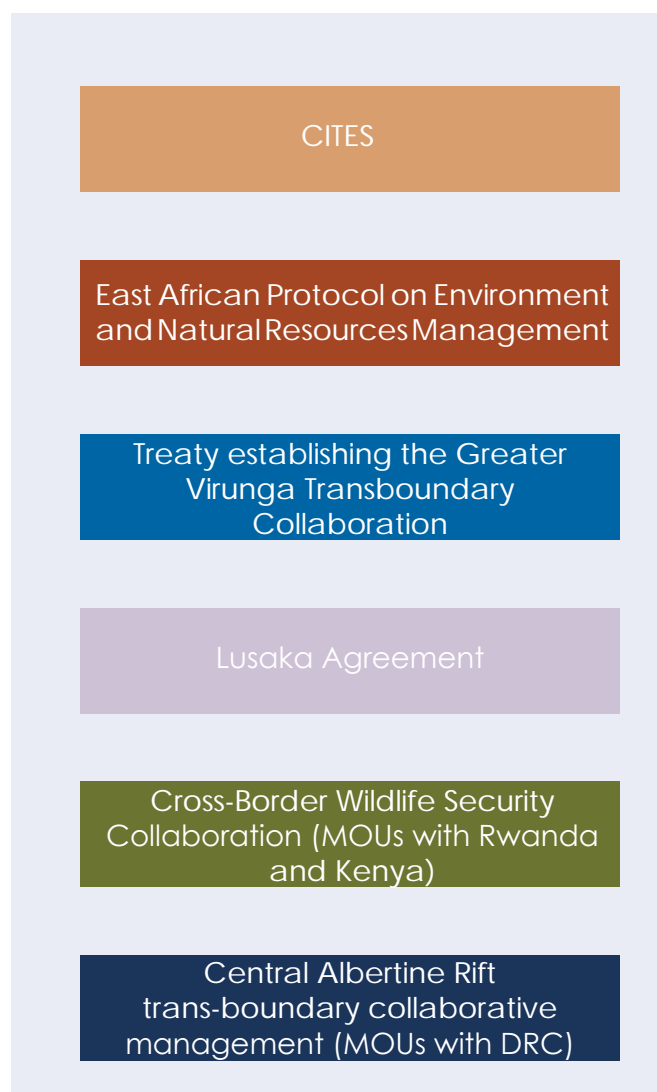 CITES
East African Protocol on Environment
and Natural Resources Management
Treaty establishing the Greater
Virunga Transboundary
Collaboration
Lusaka Agreement
Cross-Border Wildlife Security
Collaboration (MOUs with Rwanda
and Kenya)
Central Albertine Rift
trans-boundary collaborative
management (MOUs with DRC)